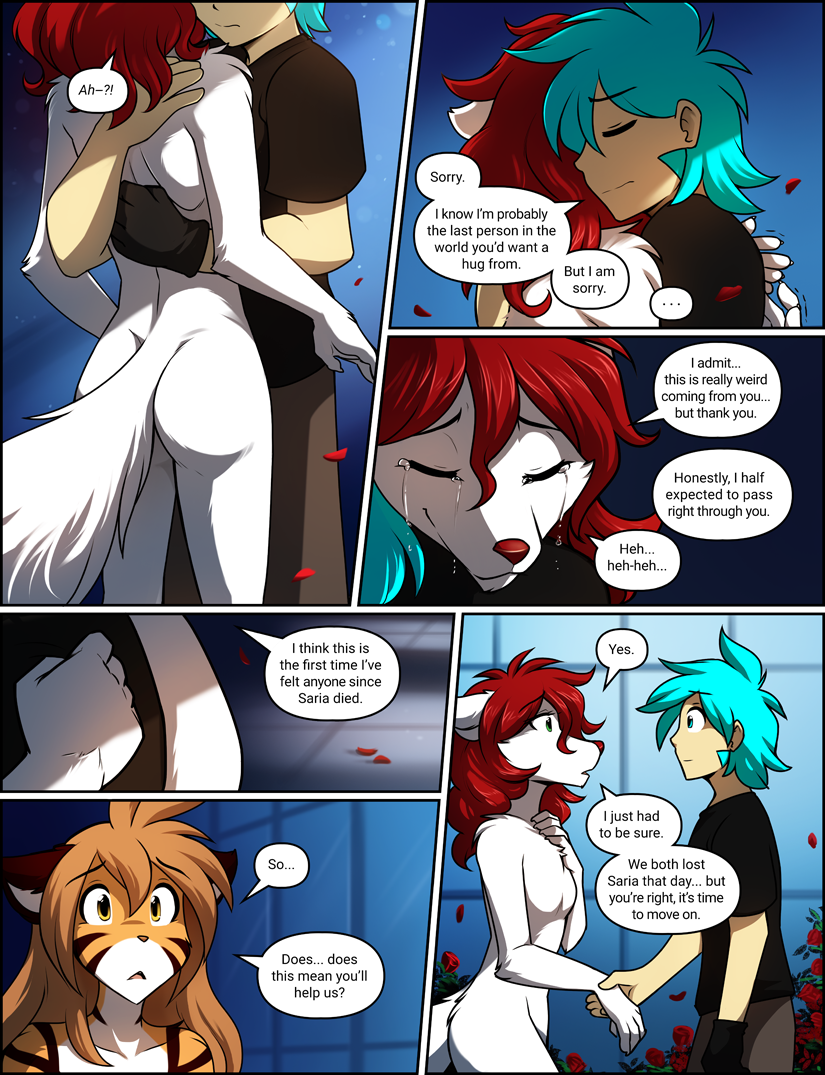 Ah–?!
Sorry.
I know I'm probably
the last person in the
world you'd want a
hug from.
But I am
sorry.
. . .
I admit...
this is really weird
coming from you...
but thank you.
Honestly, I half
expected to pass
right through you.
Heh...
heh-heh...
I think this is
the first time I've
felt anyone since
Saria died.
Yes.
I just had
to be sure.
We both lost
Saria that day... but
you're right, it's time
to move on.
So...
Does... does
this mean you'll
help us?